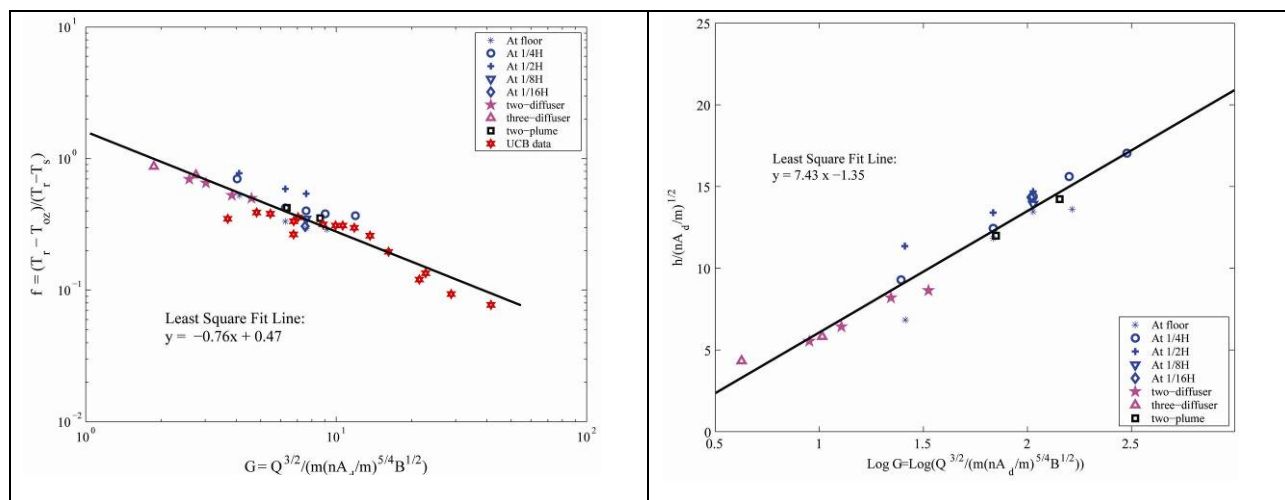 10^1
10^0
10^-1
10^-2
10^0
10^1
10^2
f = (T_r − T_oz)/(T_r−T_s)
G = Q^3/2/(m(nA_d/m)^5/4B^1/2)
At floor
At 1/4H
At 1/2H
At 1/8H
At 1/16H
two−diffuser
three−diffuser
two−plume
UCB data
Least Square Fit Line:
y = −0.76x + 0.47
25
20
15
10
5
0
0.5
1
1.5
2
2.5
h/(nA_d/m)^1/2
Log G=Log(Q^3/2/(m(nA_d/m)^5/4B^1/2))
Least Square Fit Line:
y = 7.43 x −1.35
At floor
At 1/4H
At 1/2H
At 1/8H
At 1/16H
two−diffuser
three−diffuser
two−plume